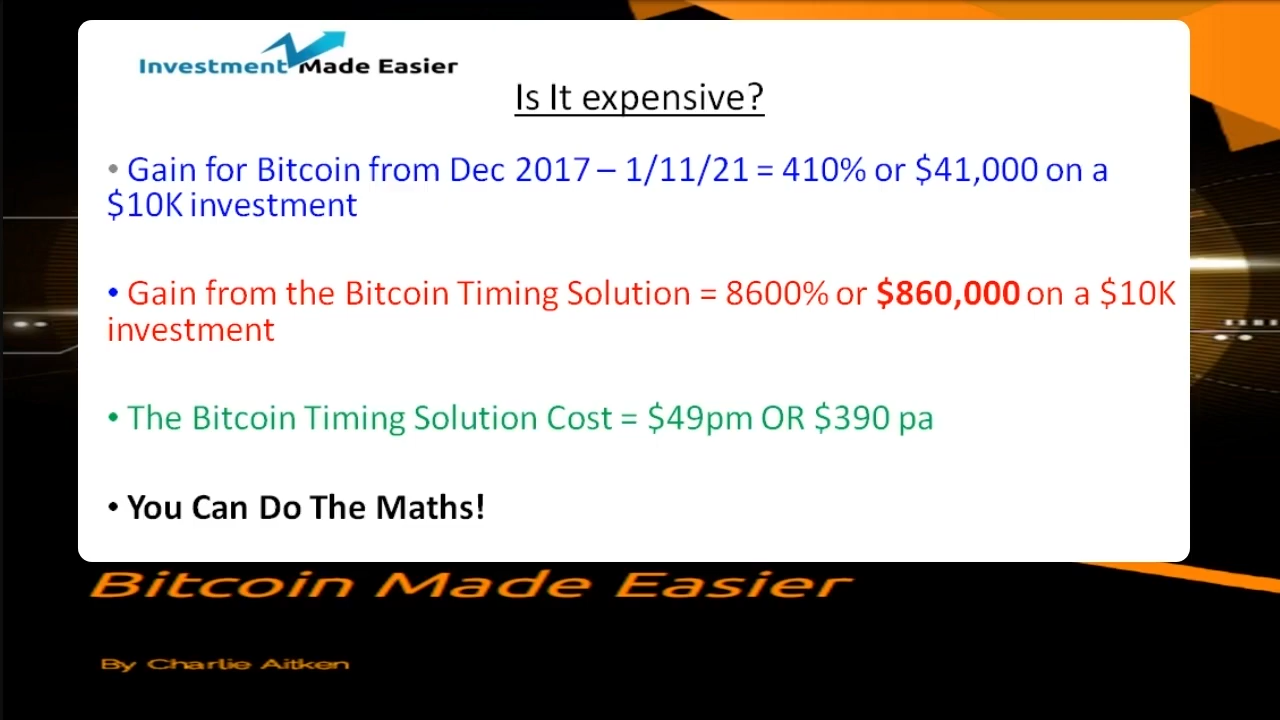 Investment Made Easier
Is It expensive?
• Gain for Bitcoin from Dec 2017 – 1/11/21 = 410% or $41,000 on a
$10K investment
• Gain from the Bitcoin Timing Solution = 8600% or $860,000 on a $10K
investment
• The Bitcoin Timing Solution Cost = $49pm OR $390 pa
• You Can Do The Maths!
Bitcoin Made Easier
By Charlie Aitken